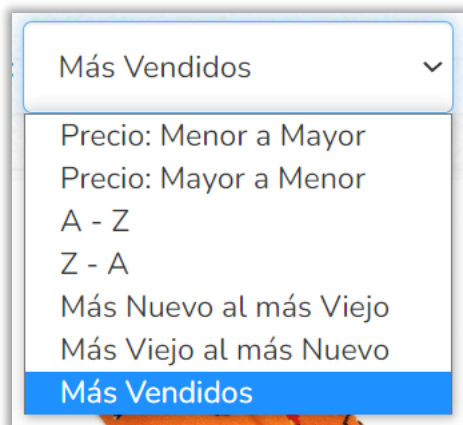 Más Vendidos
Precio: Menor a Mayor
Precio: Mayor a Menor
A - Z
Z - A
Más Nuevo al más Viejo
Más Viejo al más Nuevo
Más Vendidos